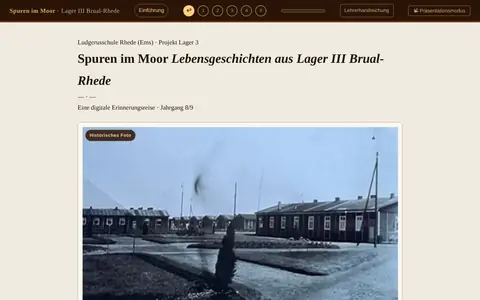 Spuren im Moor · Lager III Brual-Rhede
Einführung
↩ 1 2 3 4 5
Lehrerhandreichung
Präsentationsmodus
Ludgerusschule Rhede (Ems) · Projekt Lager 3
Spuren im Moor Lebensgeschichten aus Lager III Brual-
Rhede
— · —
Eine digitale Erinnerungsreise · Jahrgang 8/9
Historisches Foto